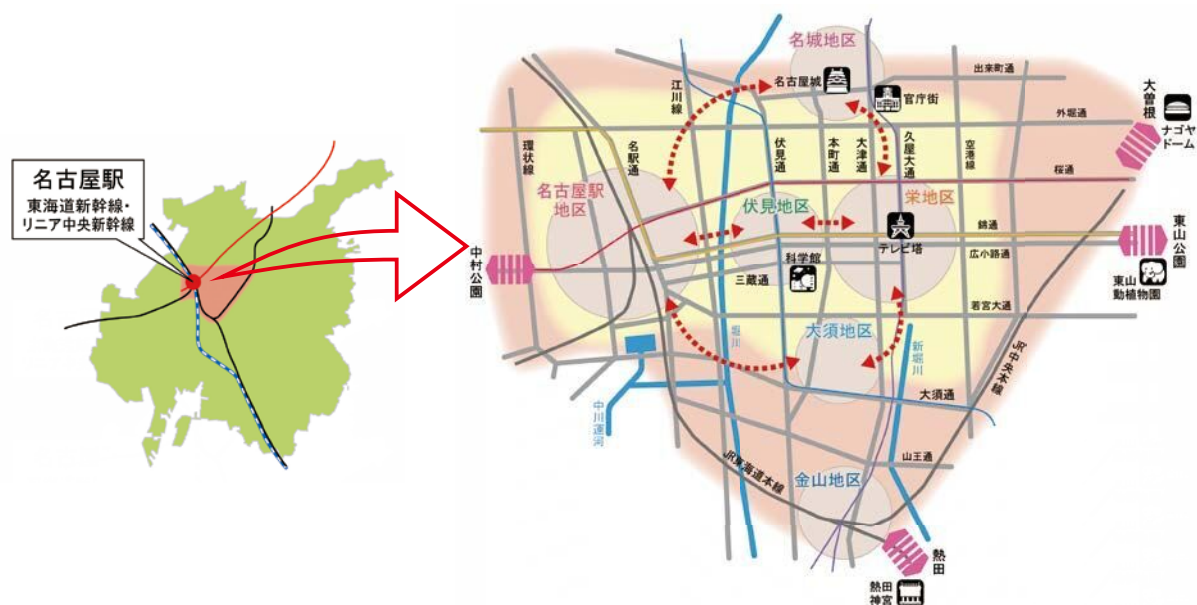 名古屋駅
東海道新幹線・
リニア中央新幹線
名城地区
名古屋城
官庁街
出来町通
外堀通
大曽根
ナゴヤ
ドーム
江川線
環状線
名駅通
伏見通
本町通
大津通
久屋大通
空港線
桜通
名古屋駅
地区
伏見地区
栄地区
テレビ塔
錦通
広小路通
東山公園
東山
動植物園
中村公園
科学館
三蔵通
若宮大通
大須地区
堀川
新堀川
JR中央本線
中川運河
大須通
山王通
JR東海道本線
金山地区
熱田
熱田
神宮